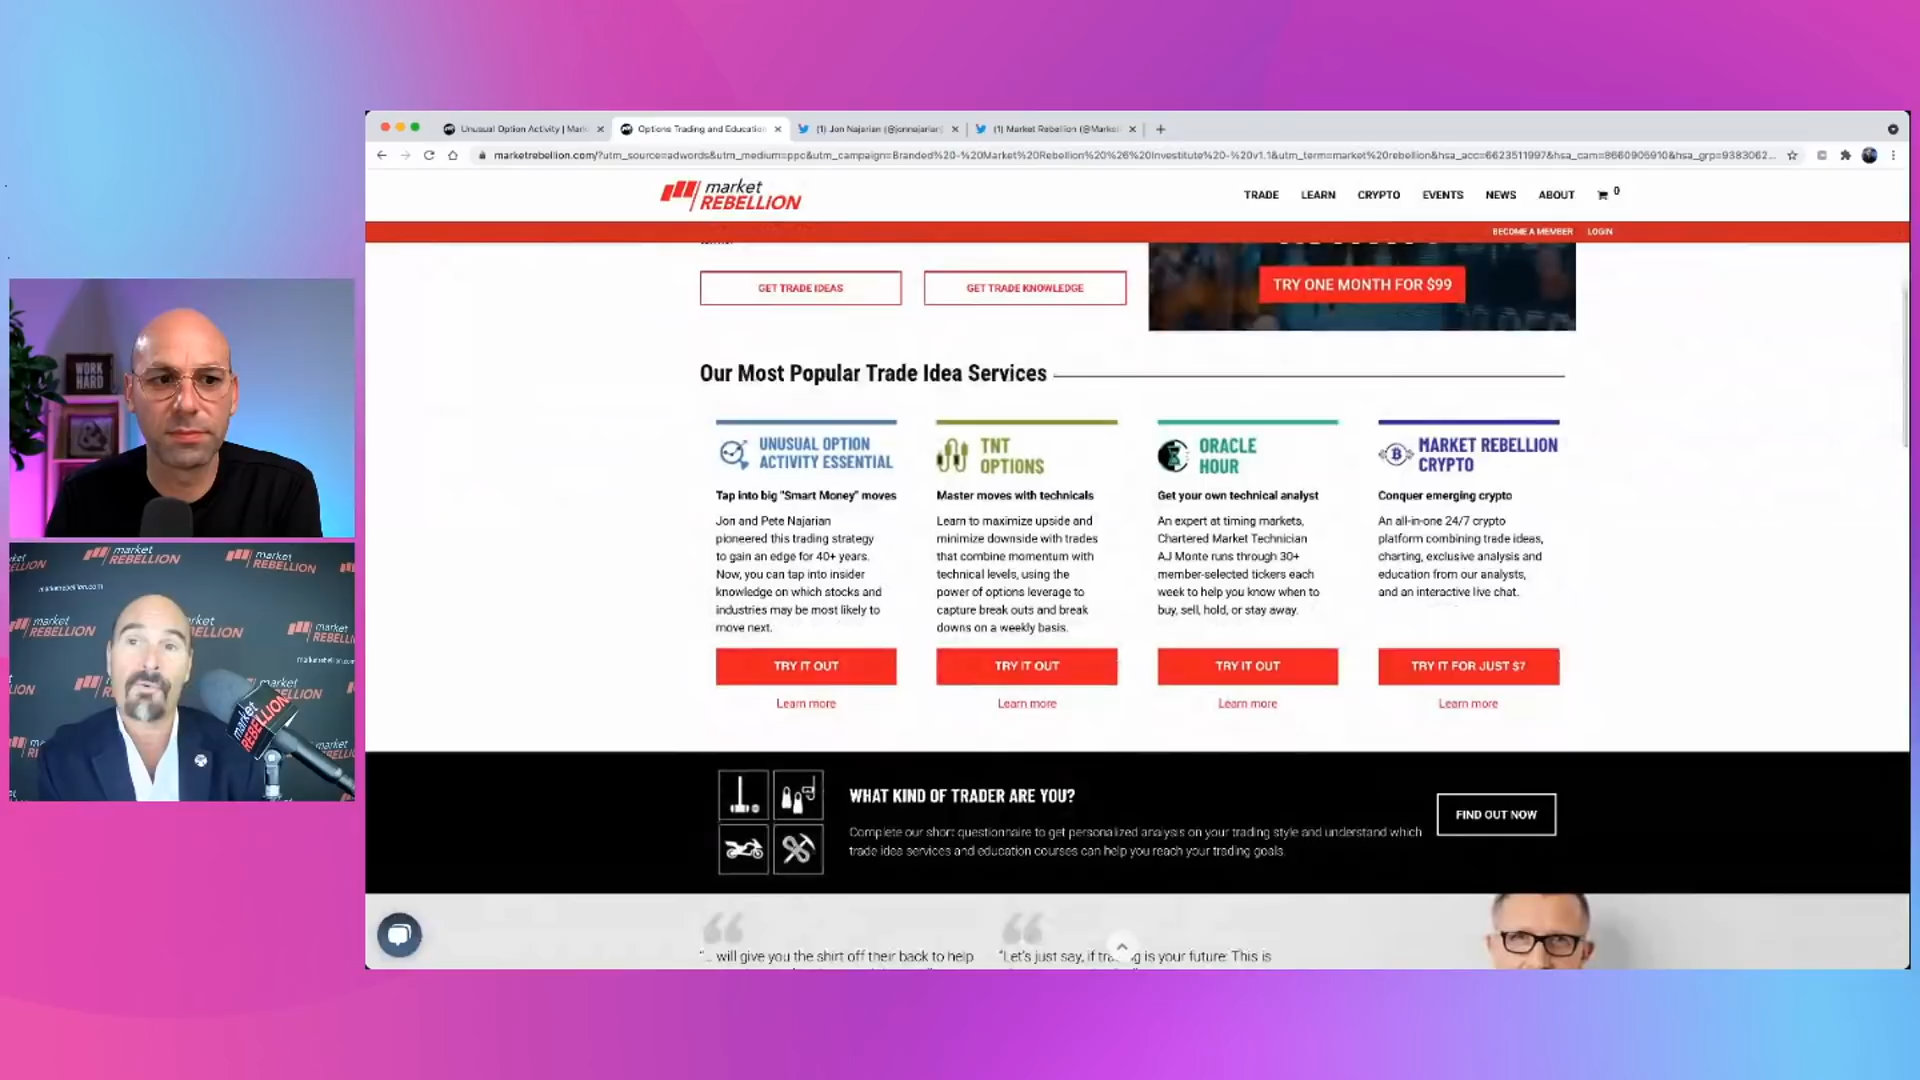 Unusual Option Activity | Mark
Options Trading and Education
(1) Jon Najarian (@jonnajarian)
(1) Market Rebellion (@Market
marketrebellion.com/?utm_source=adwords&utm_medium=ppc&utm_campaign=Branded%20-%20Market%20Rebellion%20%26%20Investitute%20-%20v1.1&utm_term=market%20rebellion&hsa_acc=6623511997&hsa_cam=8660905910&hsa_grp=9383062...
market
REBELLION
TRADE LEARN CRYPTO EVENTS NEWS ABOUT 0
BECOME A MEMBER LOGIN
GET TRADE IDEAS
GET TRADE KNOWLEDGE
TRY ONE MONTH FOR $99
Our Most Popular Trade Idea Services
UNUSUAL OPTION
ACTIVITY ESSENTIAL
Tap into big "Smart Money" moves
Jon and Pete Najarian
pioneered this trading strategy
to gain an edge for 40+ years.
Now, you can tap into insider
knowledge on which stocks and
industries may be most likely to
move next.
TRY IT OUT
Learn more
TNT
OPTIONS
Master moves with technicals
Learn to maximize upside and
minimize downside with trades
that combine momentum with
technical levels, using the
power of options leverage to
capture break outs and break
downs on a weekly basis.
TRY IT OUT
Learn more
ORACLE
HOUR
Get your own technical analyst
An expert at timing markets,
Chartered Market Technician
AJ Monte runs through 30+
member-selected tickers each
week to help you know when to
buy, sell, hold, or stay away.
TRY IT OUT
Learn more
MARKET REBELLION
CRYPTO
Conquer emerging crypto
An all-in-one 24/7 crypto
platform combining trade ideas,
charting, exclusive analysis and
education from our analysts,
and an interactive live chat.
TRY IT FOR JUST $7
Learn more
WHAT KIND OF TRADER ARE YOU?
Complete our short questionnaire to get personalized analysis on your trading style and understand which
trade idea services and education courses can help you reach your trading goals.
FIND OUT NOW
"... will give you the shirt off their back to help
"Let's just say, if is your future: This is
WORK
HARD
market
REBELLION
market
REBELLION
marketrebellion.com
market
REBELLION
market
REBELLION
market
REBELLION